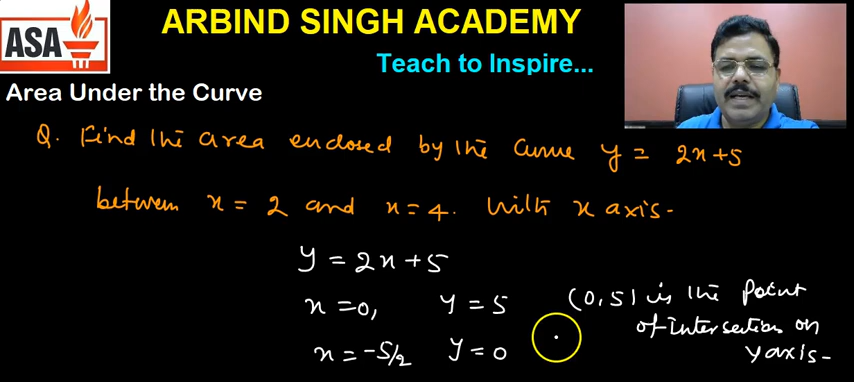 ARBIND SINGH ACADEMY
ASA
Teach to Inspire...
Area Under the Curve
Q. Find the area enclosed by the curve y = 2x+5
between x = 2 and x = 4. With x axis-
y = 2x+5
x = 0, y = 5
(0,5) is the point
of intersection on
y axis-
x = -5/2 y = 0